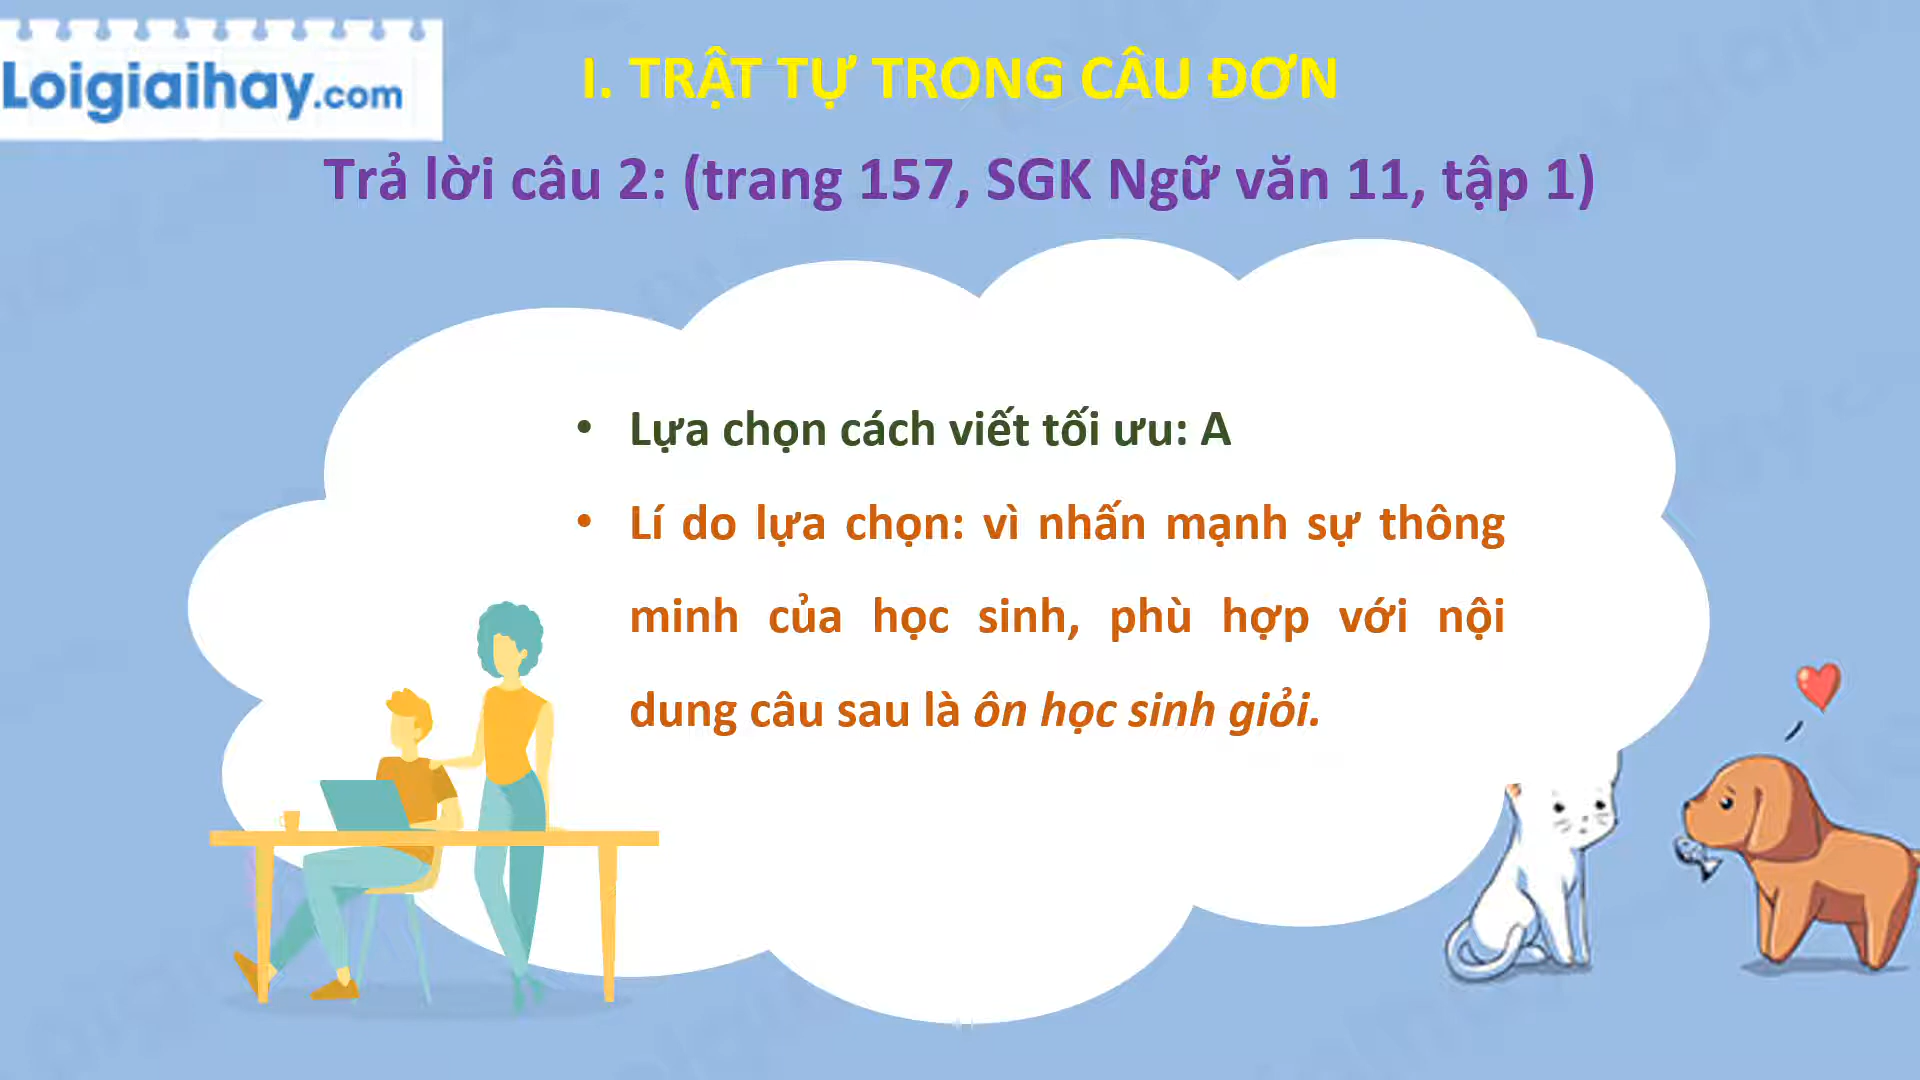 Loigiaihay.com
I. TRẬT TỰ TRONG CÂU ĐƠN
Trả lời câu 2: (trang 157, SGK Ngữ văn 11, tập 1)
• Lựa chọn cách viết tối ưu: A
• Lí do lựa chọn: vì nhấn mạnh sự thông
minh của học sinh, phù hợp với nội
dung câu sau là ôn học sinh giỏi.